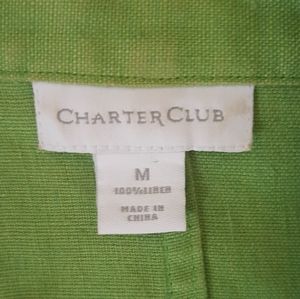 CHARTER CLUB
M
100% LINEN
MADE IN
CHINA